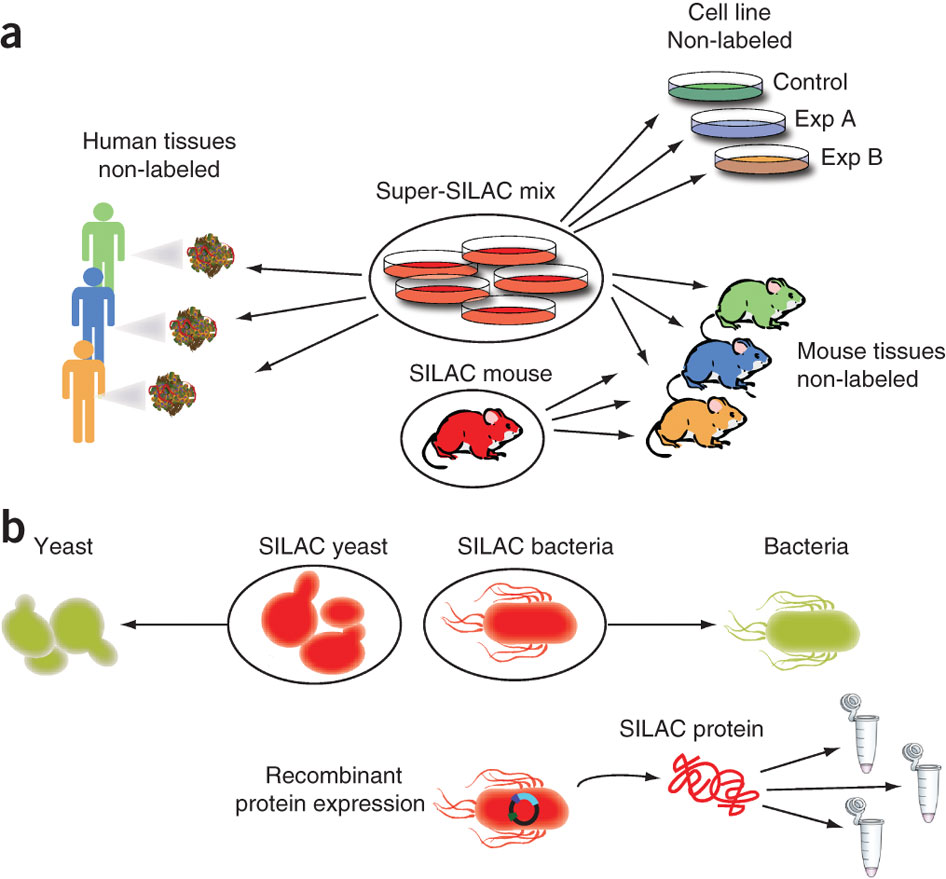 a
Cell line
Non-labeled
Control
Exp A
Exp B
Human tissues
non-labeled
Super-SILAC mix
SILAC mouse
Mouse tissues
non-labeled
b
Yeast
SILAC yeast
SILAC bacteria
Bacteria
SILAC protein
Recombinant
protein expression